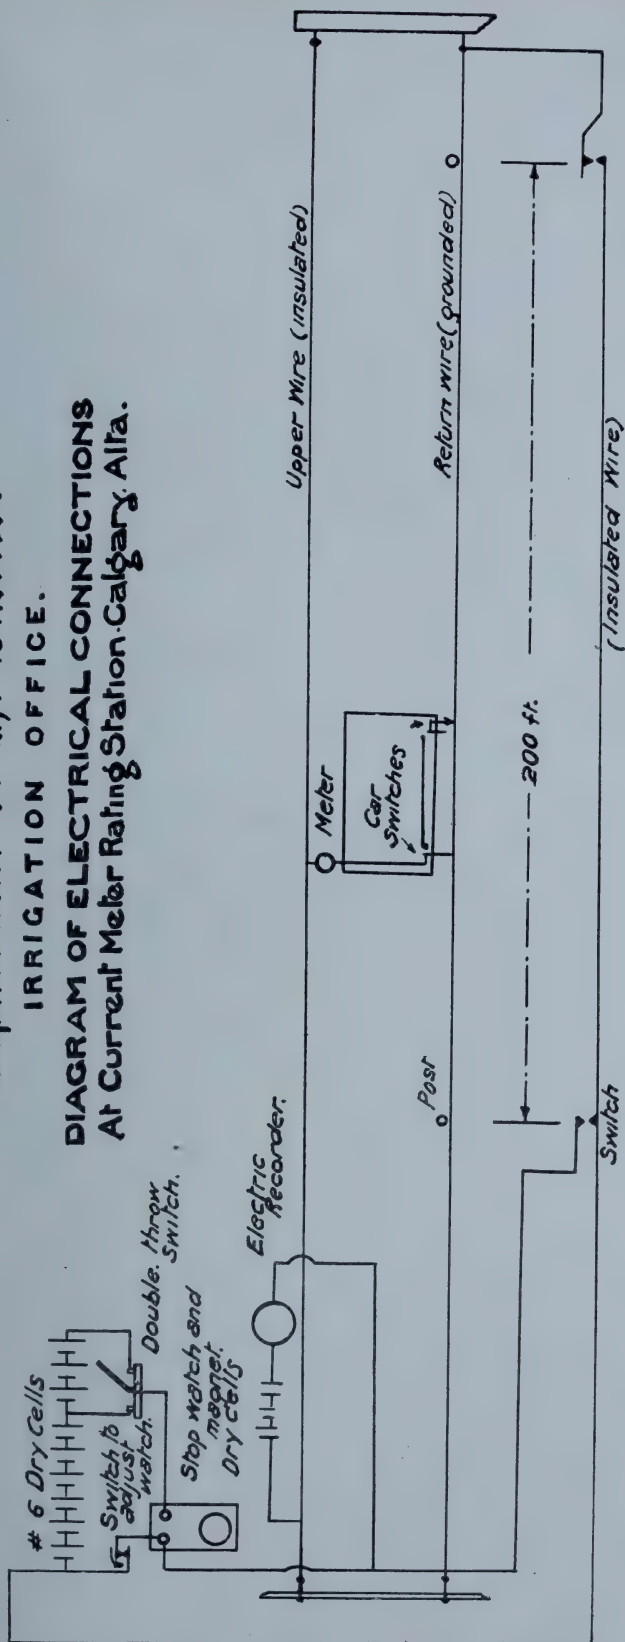 IRRIGATION OFFICE.
DIAGRAM OF ELECTRICAL CONNECTIONS
At Current Meter Rating Station. Calgary. Alta.
# 6 Dry Cells
Switch to
adjust
watch.
Double throw
switch.
Stop watch and
magnet.
Dry cells
Electric
Recorder.
Upper Wire (insulated)
Meter
Car
switches
Return wire (grounded)
Post
200 ft.
Switch
(Insulated Wire)